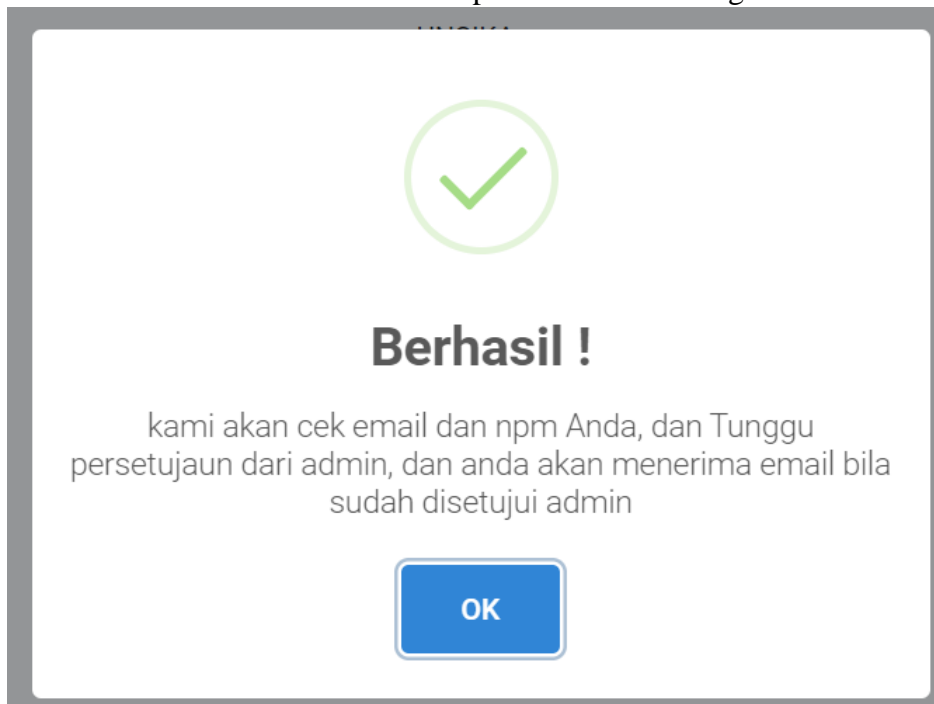 Berhasil !
kami akan cek email dan npm Anda, dan Tunggu
persetujaun dari admin, dan anda akan menerima email bila
sudah disetujui admin
OK